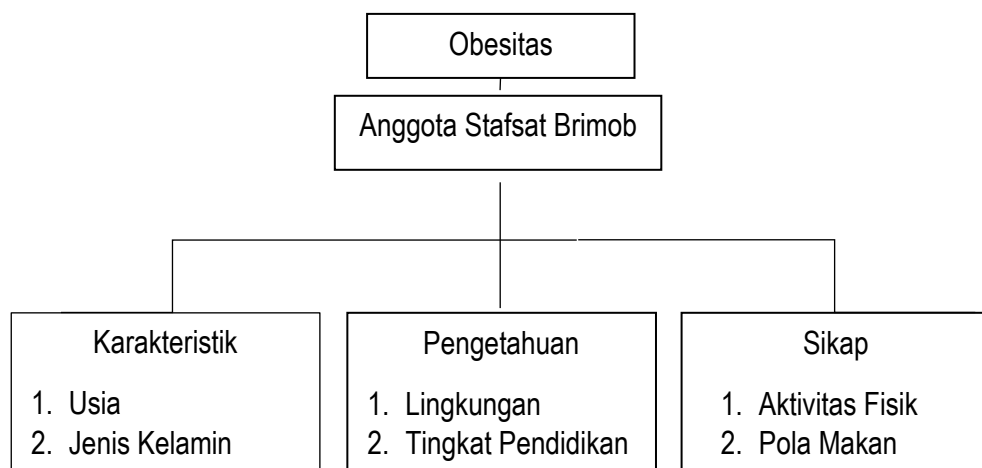 Obesitas
Anggota Stafsat Brimob
Karakteristik
1. Usia
2. Jenis Kelamin
Pengetahuan
1. Lingkungan
2. Tingkat Pendidikan
Sikap
1. Aktivitas Fisik
2. Pola Makan